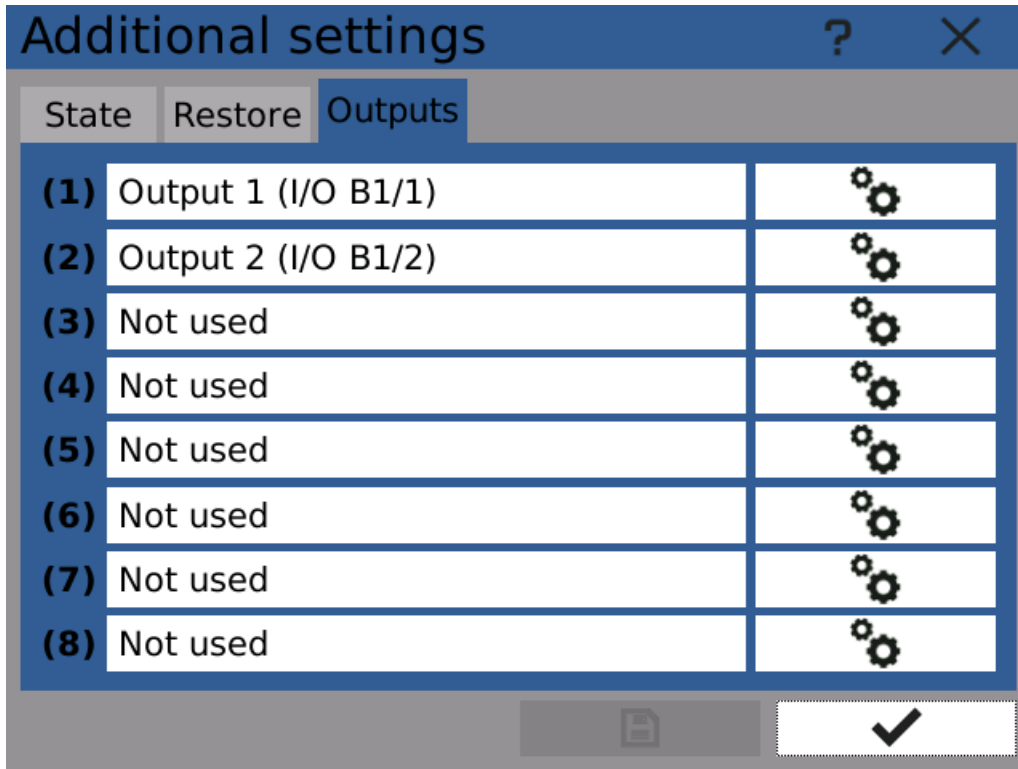 Additional settings ?
State Restore Outputs
(1) Output 1 (I/O B1/1)
(2) Output 2 (I/O B1/2)
(3) Not used
(4) Not used
(5) Not used
(6) Not used
(7) Not used
(8) Not used